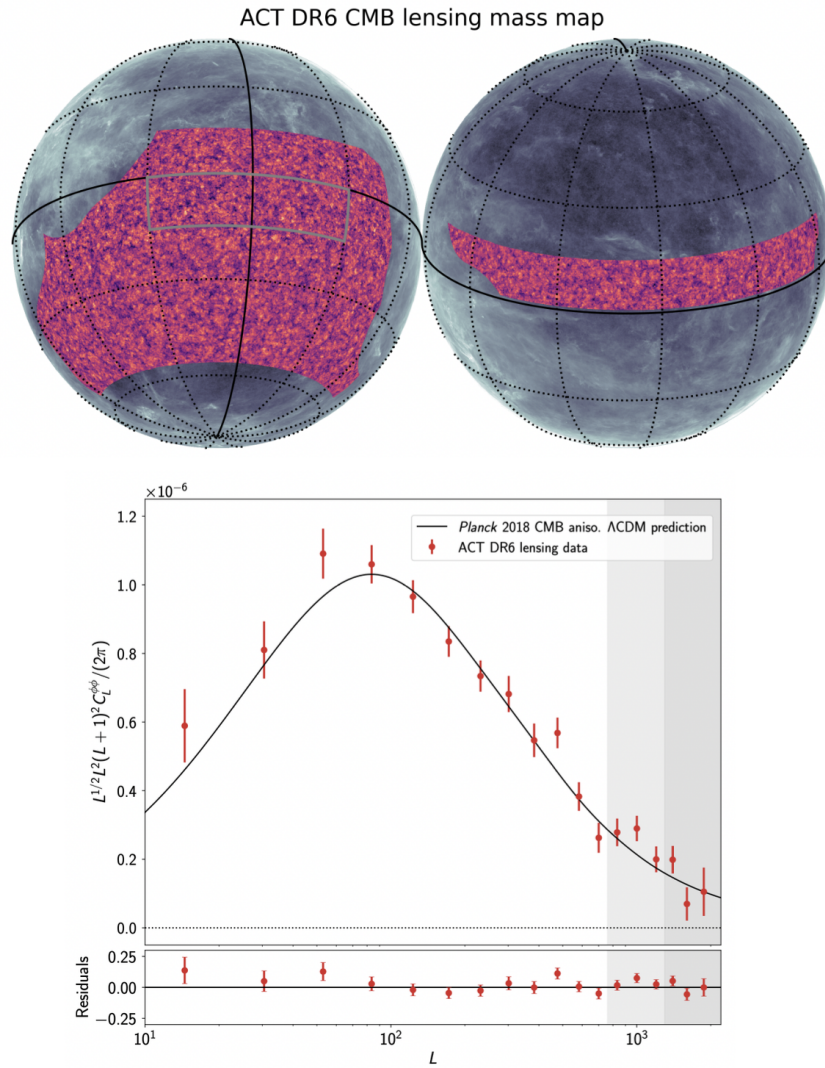 ACT DR6 CMB lensing mass map
×10⁻⁶
1.2
1.0
0.8
0.6
0.4
0.2
0.0
L^{1/2}L²(L + 1)²C_L^{ϕϕ}/(2π)
Planck 2018 CMB aniso. ΛCDM prediction
ACT DR6 lensing data
0.25
0.00
−0.25
Residuals
10¹
10²
10³
L